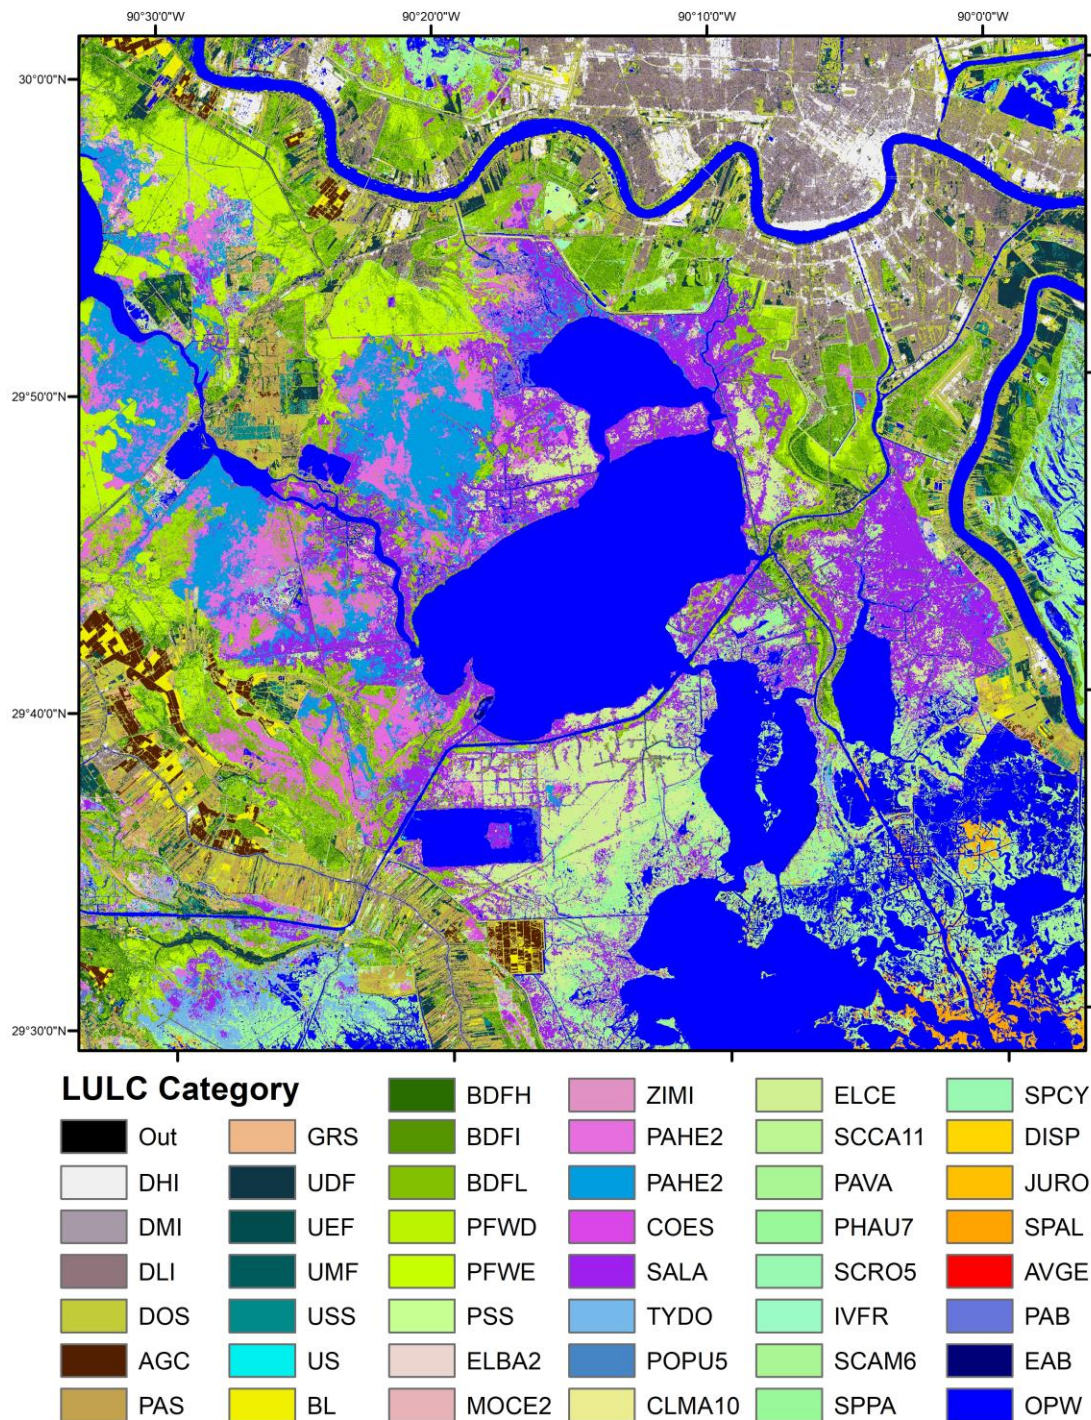 90°30'0"W 90°20'0"W 90°10'0"W 90°0'0"W
30°0'0"N
29°50'0"N
29°40'0"N
29°30'0"N
LULC Category BDFH ZIMI ELCE SPCY
Out GRS BDFI PAHE2 SCCA11 DISP
DHI UDF BDFL PAHE2 PAVA JURO
DMI UEF PFWD COES PHAU7 SPAL
DLI UMF PFWE SALA SCRO5 AVGE
DOS USS PSS TYDO IVFR PAB
AGC US ELBA2 POPU5 SCAM6 EAB
PAS BL MOCE2 CLMA10 SPPA OPW